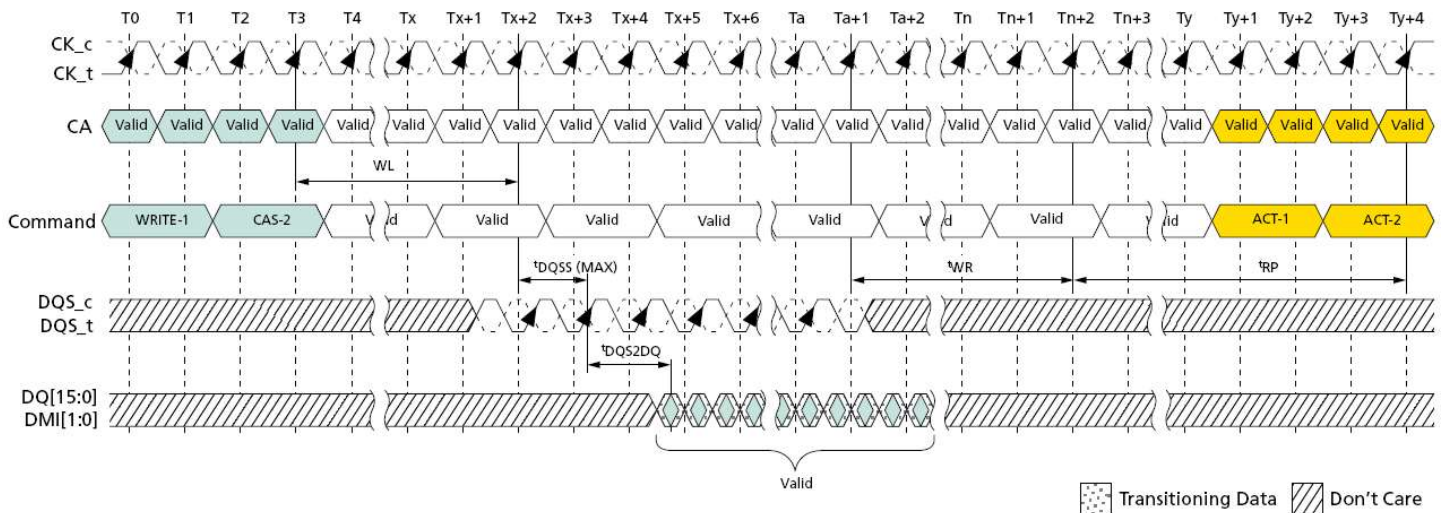 T0 T1 T2 T3 T4 Tx Tx+1 Tx+2 Tx+3 Tx+4 Tx+5 Tx+6 Ta Ta+1 Ta+2 Tn Tn+1 Tn+2 Tn+3 Ty Ty+1 Ty+2 Ty+3 Ty+4
CK_c
CK_t
CA Valid Valid Valid Valid Valid Valid Valid Valid Valid Valid Valid Valid Valid Valid Valid Valid Valid Valid Valid Valid Valid Valid Valid Valid
WL
Command WRITE-1 CAS-2 Valid Valid Valid Valid Valid Valid Valid Valid ACT-1 ACT-2
tDQSS (MAX) tWR tRP
DQS_c
DQS_t
tDQS2DQ
DQ[15:0]
DMI[1:0]
Valid
Transitioning Data Don't Care